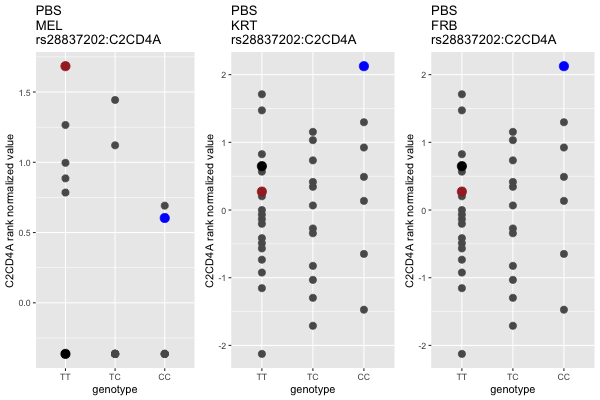 PBS
MEL
rs28837202:C2CD4A
C2CD4A rank normalized value
1.5
1.0
0.5
0.0
TT
TC
CC
genotype
PBS
KRT
rs28837202:C2CD4A
C2CD4A rank normalized value
2
1
0
-1
-2
TT
TC
CC
genotype
PBS
FRB
rs28837202:C2CD4A
C2CD4A rank normalized value
2
1
0
-1
-2
TT
TC
CC
genotype